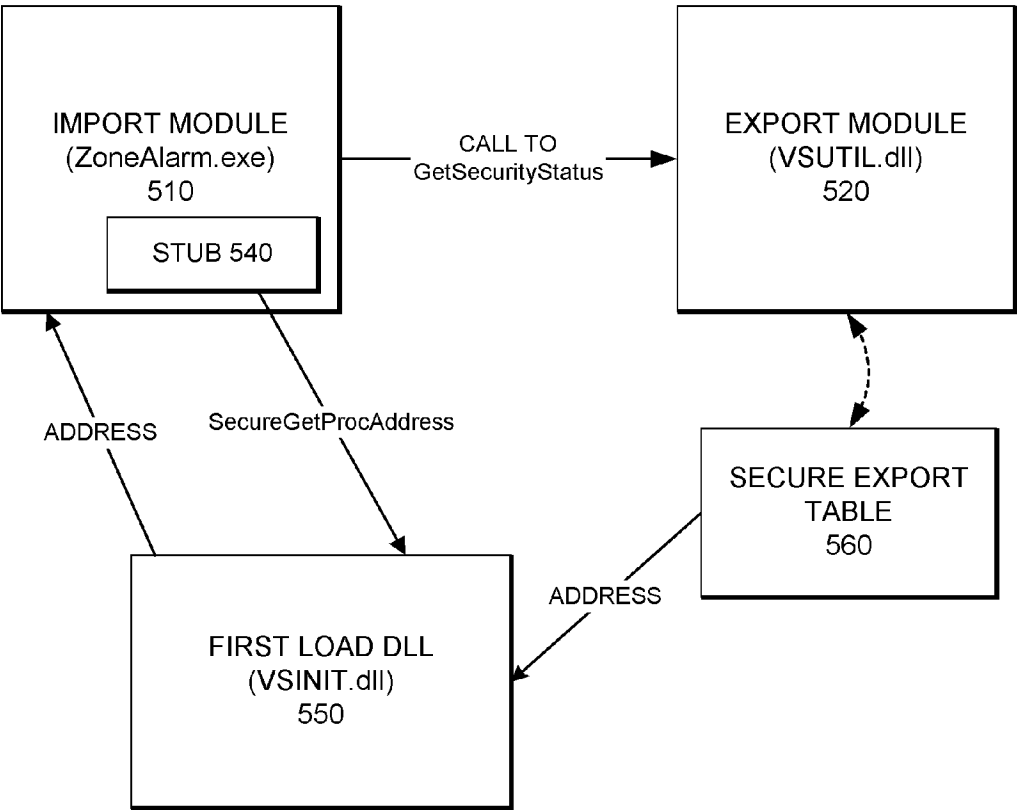 IMPORT MODULE
(ZoneAlarm.exe)
510
STUB 540
CALL TO
GetSecurityStatus
EXPORT MODULE
(VSUTIL.dll)
520
ADDRESS
SecureGetProcAddress
SECURE EXPORT
TABLE
560
ADDRESS
FIRST LOAD DLL
(VSINIT.dll)
550